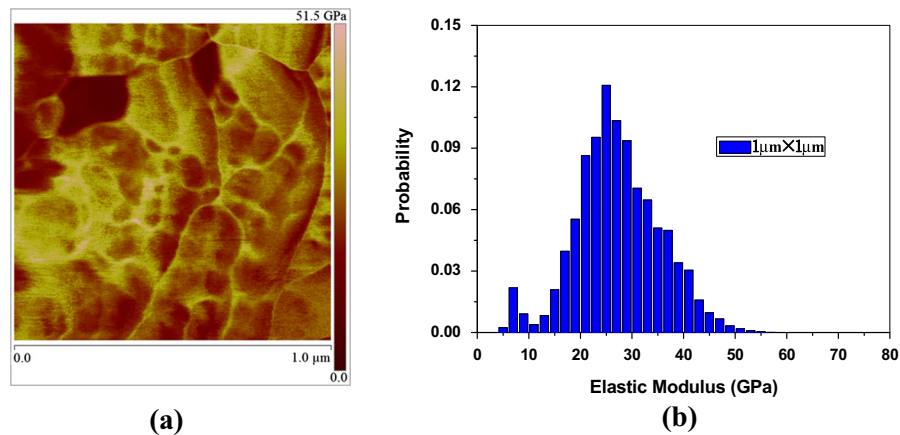 51.5 GPa
0.0
1.0 μm
0.0
(a)
0.15
0.12
0.09
0.06
0.03
0.00
Probability
1μm×1μm
0 10 20 30 40 50 60 70 80
Elastic Modulus (GPa)
(b)